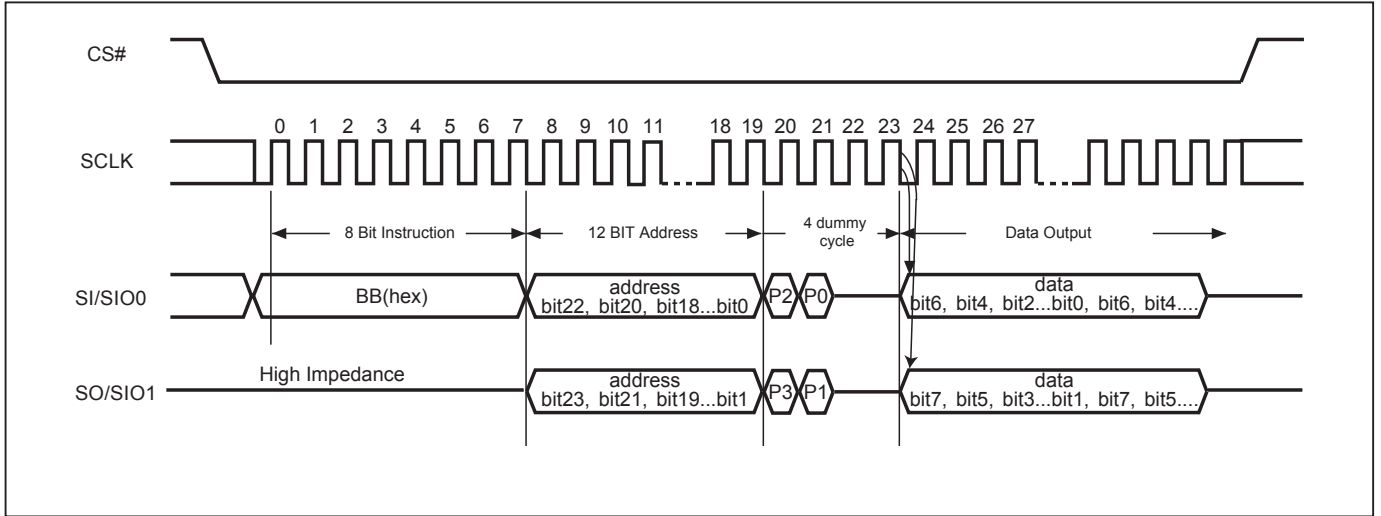 CS#
0 1 2 3 4 5 6 7 8 9 10 11 18 19 20 21 22 23 24 25 26 27
SCLK
8 Bit Instruction 12 BIT Address 4 dummy cycle Data Output
SI/SIO0
BB(hex)
address
bit22, bit20, bit18...bit0
P2 P0
data
bit6, bit4, bit2...bit0, bit6, bit4....
SO/SIO1
High Impedance
address
bit23, bit21, bit19...bit1
P3 P1
data
bit7, bit5, bit3...bit1, bit7, bit5....